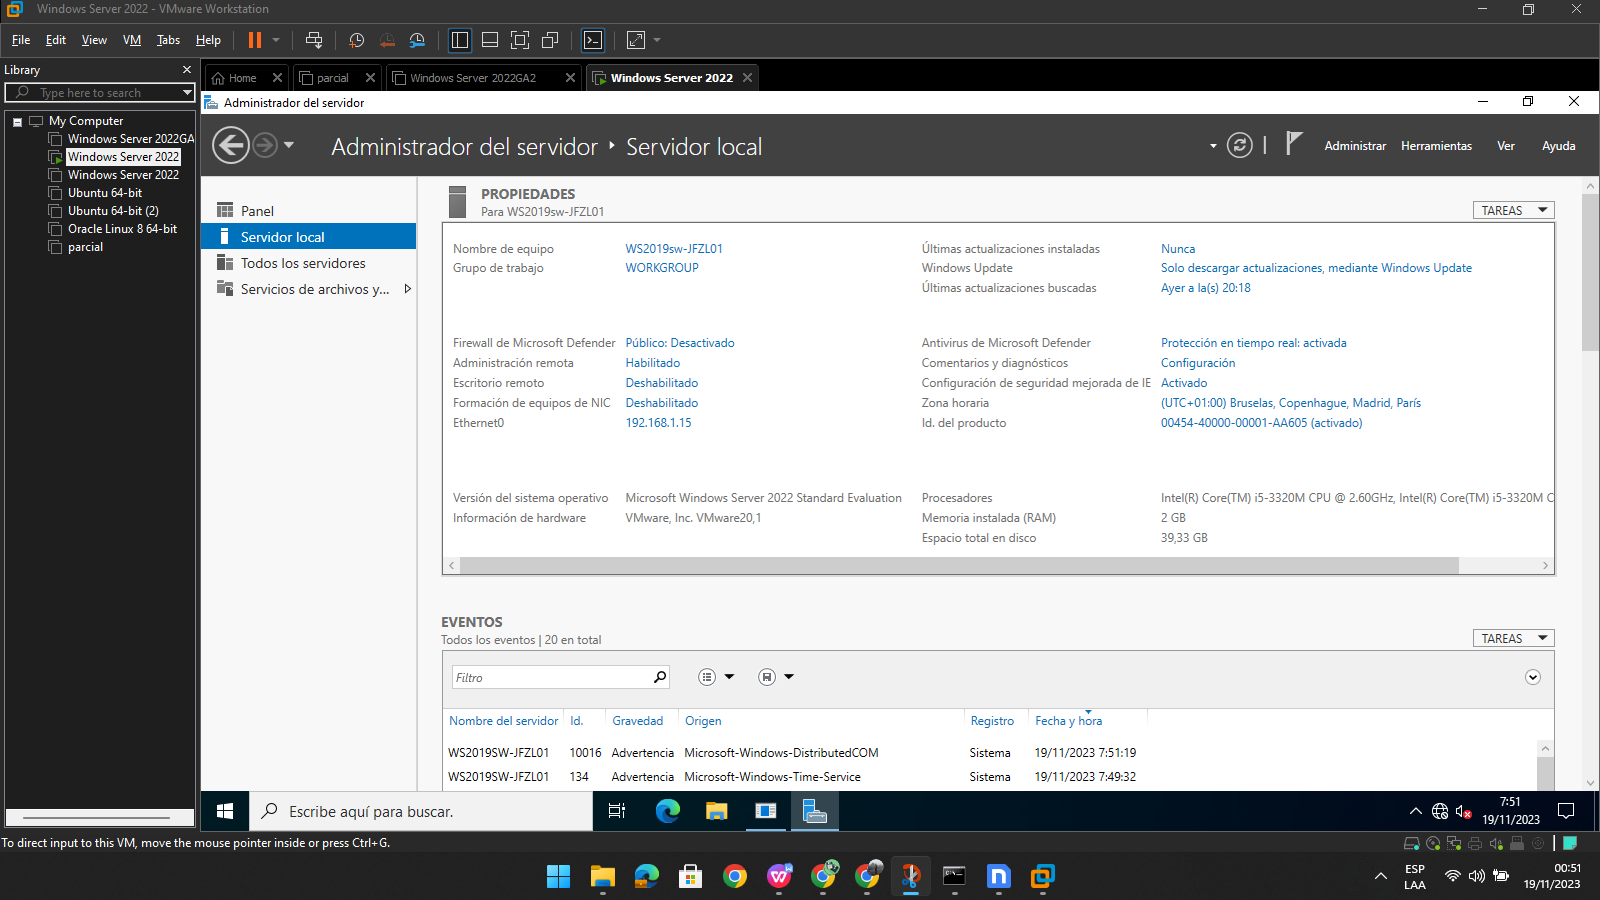 Windows Server 2022 - VMware Workstation
File Edit View VM Tabs Help
Library
Type here to search
My Computer
Windows Server 2022GA
Windows Server 2022
Windows Server 2022
Ubuntu 64-bit
Ubuntu 64-bit (2)
Oracle Linux 8 64-bit
parcial
Home parcial Windows Server 2022GA2 Windows Server 2022
Administrador del servidor
Administrador del servidor Servidor local
Administrar Herramientas Ver Ayuda
Panel
Servidor local
Todos los servidores
Servicios de archivos y...
PROPIEDADES
Para WS2019sw-JFZL01
TAREAS
Nombre de equipo WS2019sw-JFZL01 Últimas actualizaciones instaladas Nunca
Grupo de trabajo WORKGROUP Windows Update Solo descargar actualizaciones, mediante Windows Update
Últimas actualizaciones buscadas Ayer a la(s) 20:18
Firewall de Microsoft Defender Público: Desactivado Antivirus de Microsoft Defender Protección en tiempo real: activada
Administración remota Habilitado Comentarios y diagnósticos Configuración
Escritorio remoto Deshabilitado Configuración de seguridad mejorada de IE Activado
Formación de equipos de NIC Deshabilitado Zona horaria (UTC+01:00) Bruselas, Copenhague, Madrid, París
Ethernet0 192.168.1.15 Id. del producto 00454-40000-00001-AA605 (activado)
Versión del sistema operativo Microsoft Windows Server 2022 Standard Evaluation Procesadores Intel(R) Core(TM) i5-3320M CPU @ 2.60GHz, Intel(R) Core(TM) i5-3320M C
Información de hardware VMware, Inc. VMware20,1 Memoria instalada (RAM) 2 GB
Espacio total en disco 39,33 GB
EVENTOS
Todos los eventos | 20 en total
TAREAS
Filtro
Nombre del servidor Id. Gravedad Origen Registro Fecha y hora
WS2019SW-JFZL01 10016 Advertencia Microsoft-Windows-DistributedCOM Sistema 19/11/2023 7:51:19
WS2019SW-JFZL01 134 Advertencia Microsoft-Windows-Time-Service Sistema 19/11/2023 7:49:32
Escribe aquí para buscar.
7:51
19/11/2023
To direct input to this VM, move the mouse pointer inside or press Ctrl+G.
ESP
LAA
00:51
19/11/2023